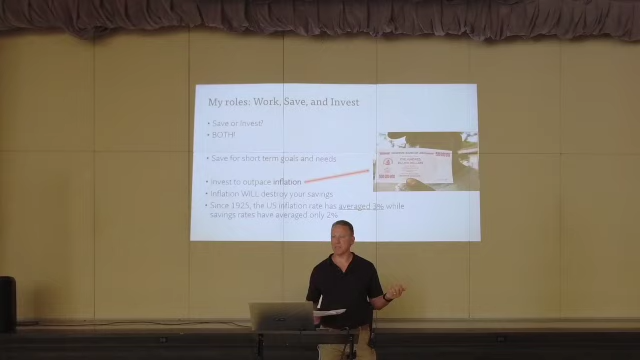 My roles: Work, Save, and Invest
• Save or invest?
• BOTH!
• Save for short term goals and needs
• Invest to outpace inflation
• Inflation WILL destroy your savings
• Since 1925, the US inflation rate has averaged 3% while
savings rates have averaged only 2%